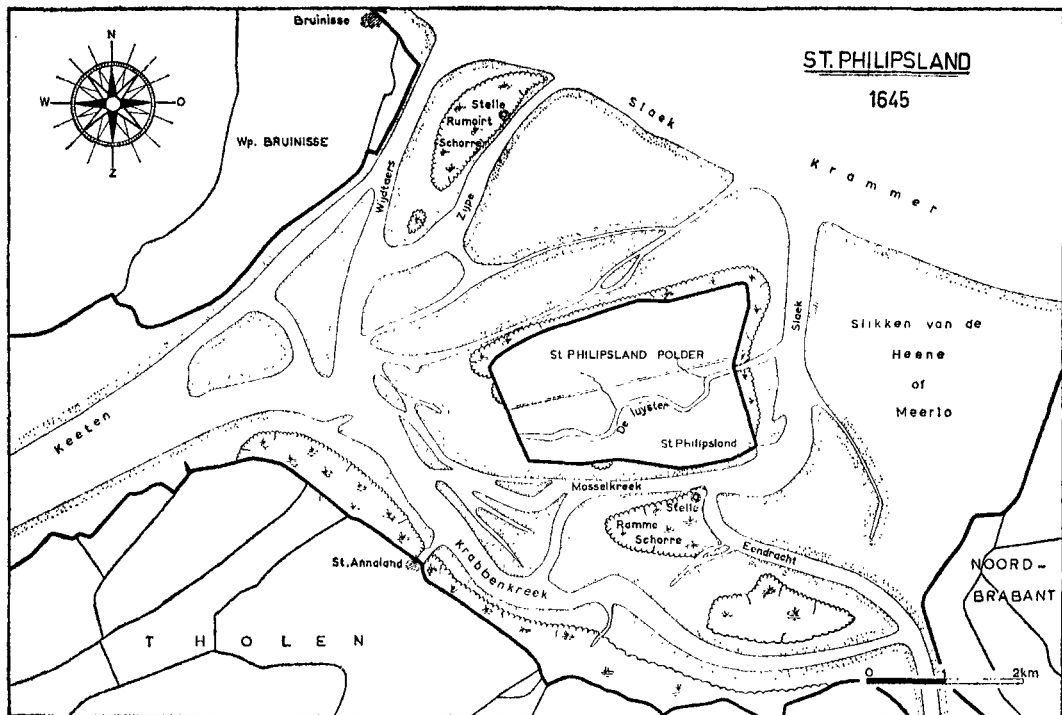 Bruinisse
ST. PHILIPSLAND
1645
N
W
O
Z
Wp. BRUINISSE
Stelle
Rumoirt
Schorre
Slaek
Krammer
Wijdtaers
Zijpe
Slaek
Slikken van de
Heene
of
Meerlo
St PHILIPSLAND POLDER
De luyster
St Philipsland
Keeten
Mosselkreek
Stelle
Ramme
Schorre
Eendracht
St. Annaland
Krabbenkreek
NOORD-
BRABANT
THOLEN
0 1 2km